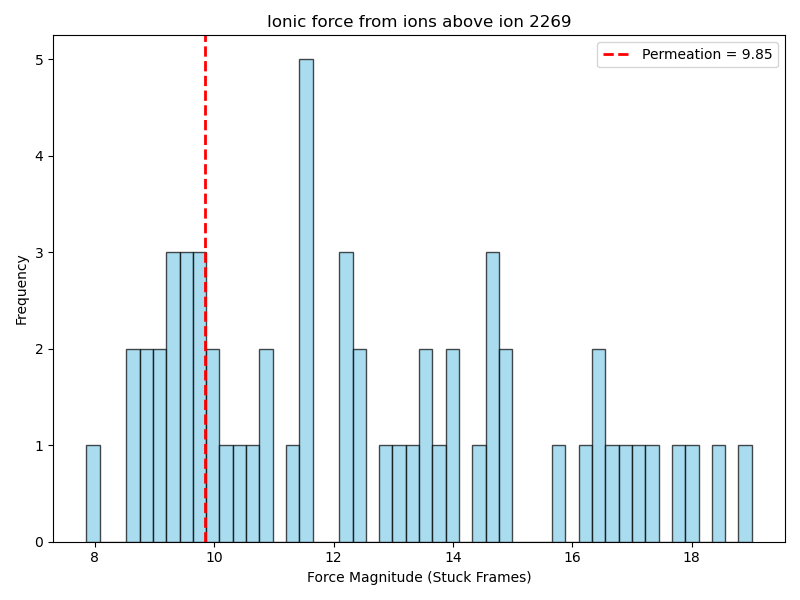 Ionic force from ions above ion 2269
Permeation = 9.85
Frequency
5
4
3
2
1
0
8 10 12 14 16 18
Force Magnitude (Stuck Frames)